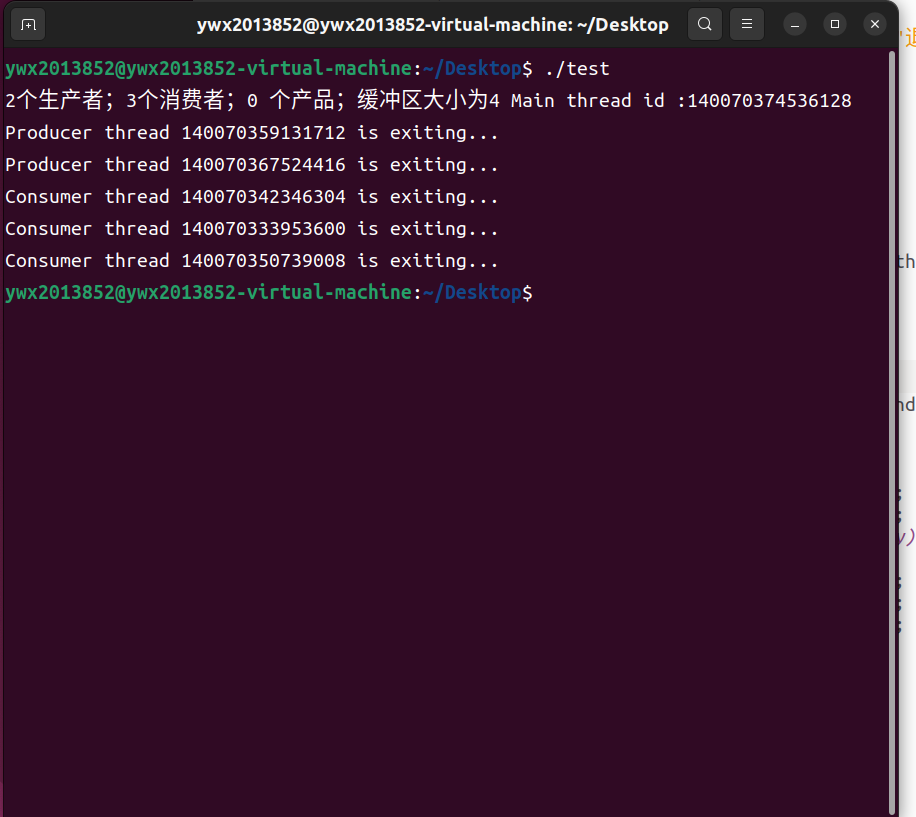 ywx2013852@ywx2013852-virtual-machine: ~/Desktop
ywx2013852@ywx2013852-virtual-machine:~/Desktop$ ./test
2个生产者；3个消费者；0 个产品；缓冲区大小为4 Main thread id :140070374536128
Producer thread 140070359131712 is exiting...
Producer thread 140070367524416 is exiting...
Consumer thread 140070342346304 is exiting...
Consumer thread 140070333953600 is exiting...
Consumer thread 140070350739008 is exiting...
ywx2013852@ywx2013852-virtual-machine:~/Desktop$